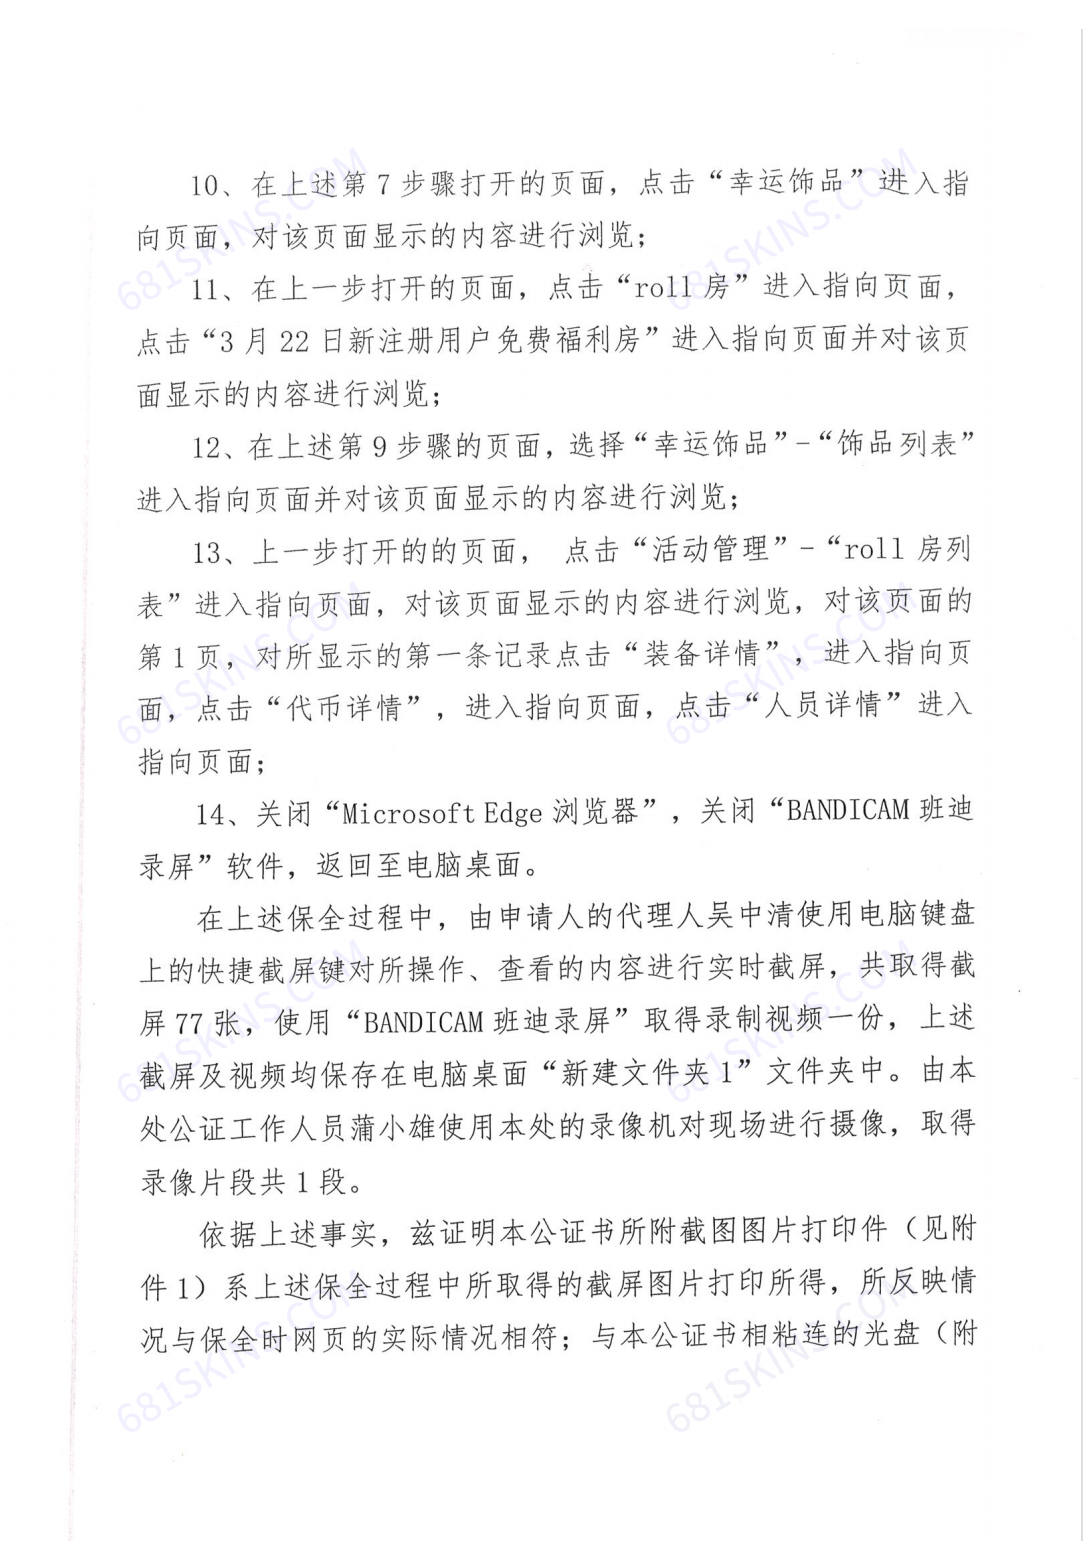 10、在上述第 7 步骤打开的页面，点击“幸运饰品”进入指
向页面，对该页面显示的内容进行浏览；
11、在上一步打开的页面，点击“roll 房”进入指向页面，
点击“3 月 22 日新注册用户免费福利房”进入指向页面并对该页
面显示的内容进行浏览；
12、在上述第 9 步骤的页面，选择“幸运饰品”-“饰品列表”
进入指向页面并对该页面显示的内容进行浏览；
13、上一步打开的的页面， 点击“活动管理”-“roll 房列
表”进入指向页面，对该页面显示的内容进行浏览，对该页面的
第 1 页，对所显示的第一条记录点击“装备详情”，进入指向页
面，点击“代币详情”，进入指向页面，点击“人员详情”进入
指向页面；
14、关闭“Microsoft Edge 浏览器”，关闭“BANDICAM 班迪
录屏”软件，返回至电脑桌面。
在上述保全过程中，由申请人的代理人吴中清使用电脑键盘
上的快捷截屏键对所操作、查看的内容进行实时截屏，共取得截
屏 77 张，使用“BANDICAM 班迪录屏”取得录制视频一份，上述
截屏及视频均保存在电脑桌面“新建文件夹 1”文件夹中。由本
处公证工作人员蒲小雄使用本处的录像机对现场进行摄像，取得
录像片段共 1 段。
依据上述事实，兹证明本公证书所附截图图片打印件（见附
件 1）系上述保全过程中所取得的截屏图片打印所得，所反映情
况与保全时网页的实际情况相符；与本公证书相粘连的光盘（附
681SKINS.COM
681SKINS.COM
681SKINS.COM
681SKINS.COM
681SKINS.COM
681SKINS.COM
681SKINS.COM
681SKINS.COM